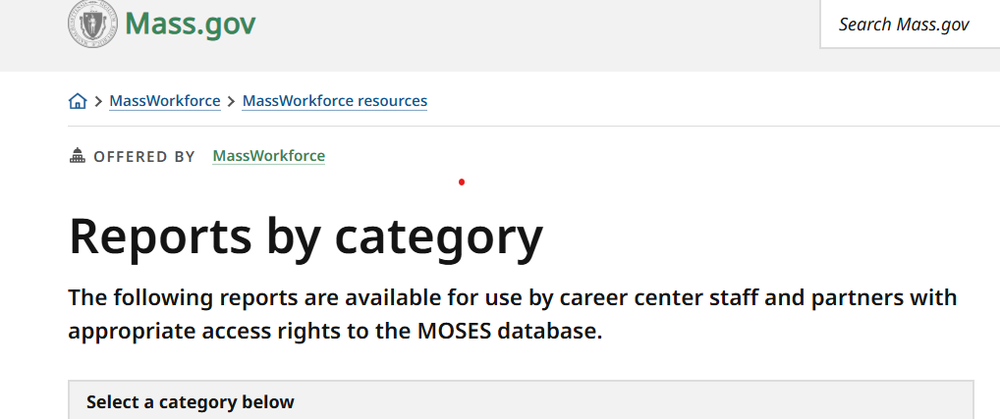 Mass.gov
Search Mass.gov
MassWorkforce
MassWorkforce resources
OFFERED BY MassWorkforce
Reports by category
The following reports are available for use by career center staff and partners with
appropriate access rights to the MOSES database.
Select a category below